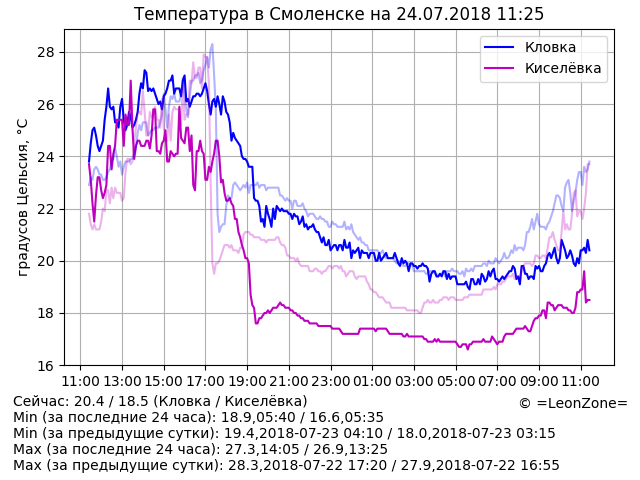 Температура в Смоленске на 24.07.2018 11:25
Кловка
Киселёвка
градусов Цельсия, °C
28
26
24
22
20
18
16
11:00 13:00 15:00 17:00 19:00 21:00 23:00 01:00 03:00 05:00 07:00 09:00 11:00
Сейчас: 20.4 / 18.5 (Кловка / Киселёвка)
© =LeonZone=
Min (за последние 24 часа): 18.9,05:40 / 16.6,05:35
Min (за предыдущие сутки): 19.4,2018-07-23 04:10 / 18.0,2018-07-23 03:15
Max (за последние 24 часа): 27.3,14:05 / 26.9,13:25
Max (за предыдущие сутки): 28.3,2018-07-22 17:20 / 27.9,2018-07-22 16:55